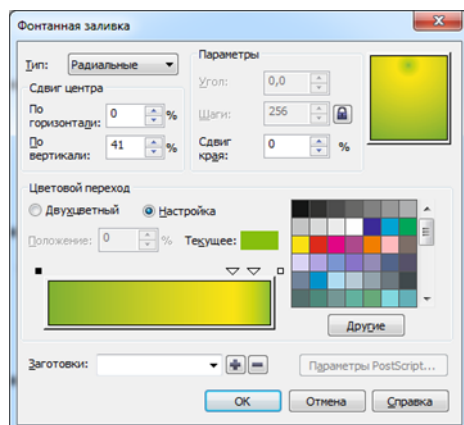 Фонтанная заливка
Тип: Радиальные
Сдвиг центра
По горизонтали: 0 %
По вертикали: 41 %
Параметры
Угол: 0,0
Шаги: 256
Сдвиг края: 0 %
Цветовой переход
Двухцветный Настройка
Положение: 0 % Текущее:
Другие
Заготовки: Параметры PostScript...
OK Отмена Справка